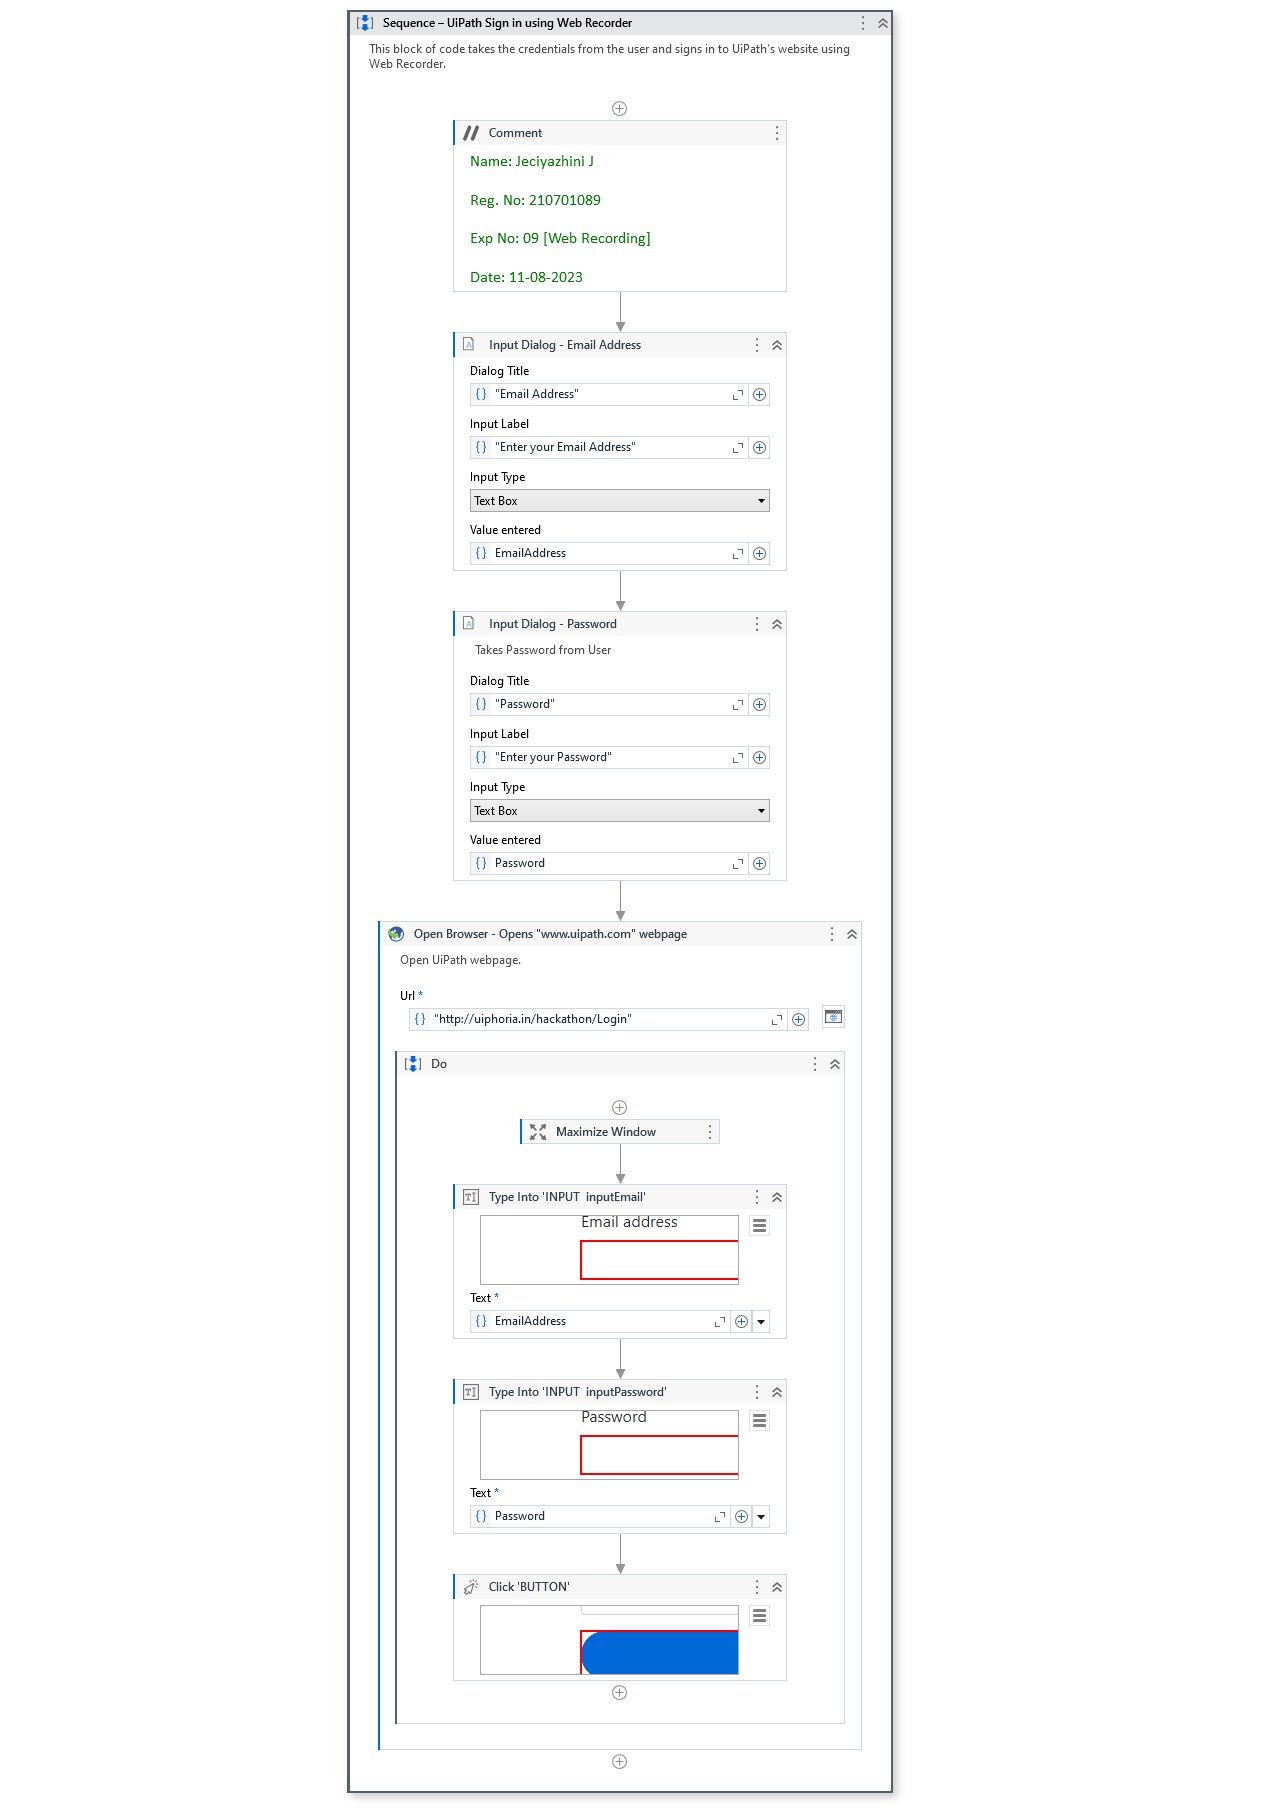 Sequence – UiPath Sign in using Web Recorder
This block of code takes the credentials from the user and signs in to UiPath's website using
Web Recorder.
Comment
Name: Jeciyazhini J
Reg. No: 210701089
Exp No: 09 [Web Recording]
Date: 11-08-2023
Input Dialog - Email Address
Dialog Title
"Email Address"
Input Label
"Enter your Email Address"
Input Type
Text Box
Value entered
EmailAddress
Input Dialog - Password
Takes Password from User
Dialog Title
"Password"
Input Label
"Enter your Password"
Input Type
Text Box
Value entered
Password
Open Browser - Opens "www.uipath.com" webpage
Open UiPath webpage.
Url *
"http://uiphoria.in/hackathon/Login"
Do
Maximize Window
Type Into 'INPUT  inputEmail'
Email address
Text *
EmailAddress
Type Into 'INPUT  inputPassword'
Password
Text *
Password
Click 'BUTTON'